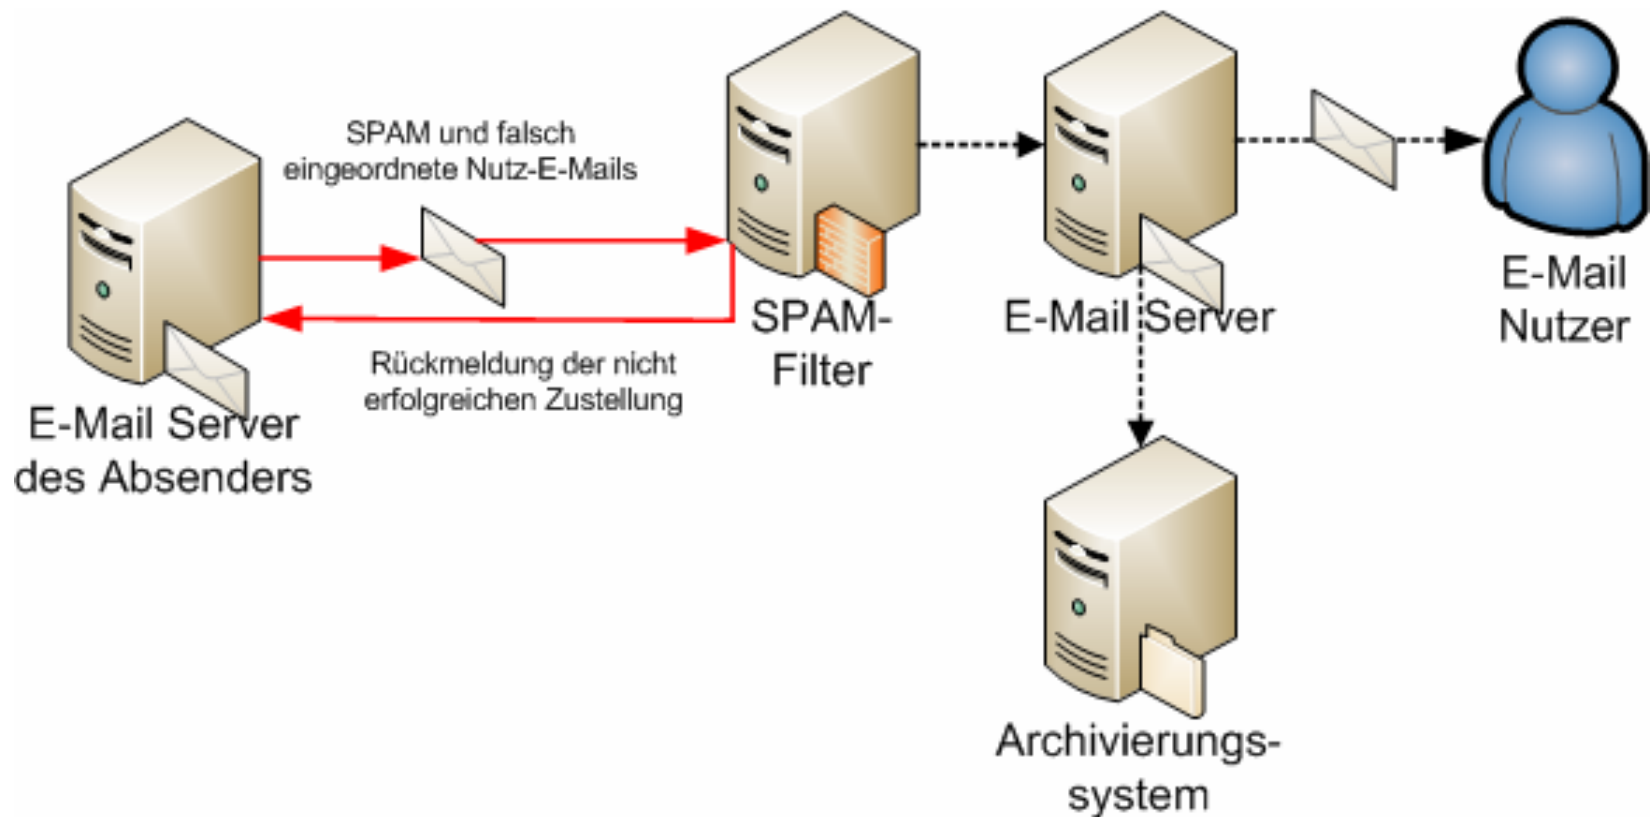 SPAM und falsch
eingeordnete Nutz-E-Mails
Rückmeldung der nicht
erfolgreichen Zustellung
E-Mail Server
des Absenders
SPAM-
Filter
E-Mail Server
E-Mail
Nutzer
Archivierungs-
system